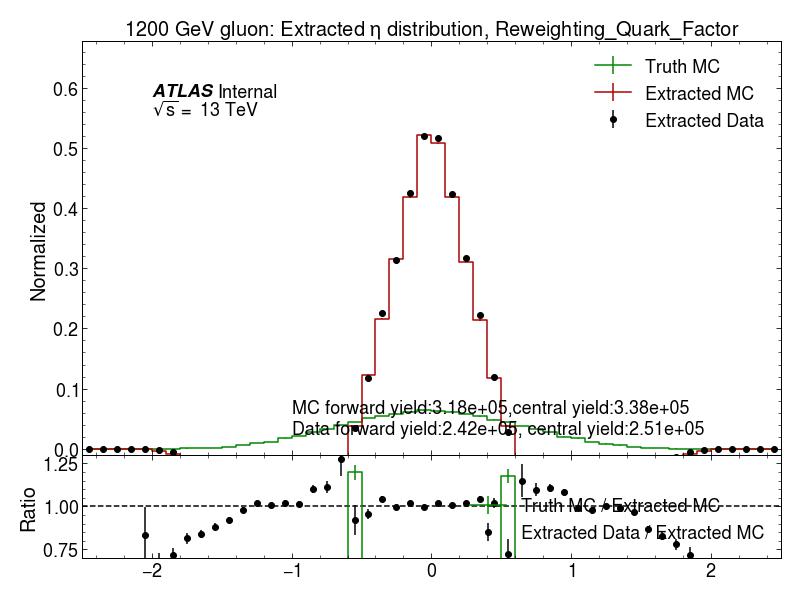 1200 GeV gluon: Extracted η distribution, Reweighting_Quark_Factor
ATLAS Internal
√s = 13 TeV
Truth MC
Extracted MC
Extracted Data
Normalized
0.6
0.5
0.4
0.3
0.2
0.1
0.0
MC forward yield:3.18e+05,central yield:3.38e+05
Data forward yield:2.42e+05, central yield:2.51e+05
Ratio
1.25
1.00
0.75
Truth MC / Extracted MC
Extracted Data / Extracted MC
−2
−1
0
1
2